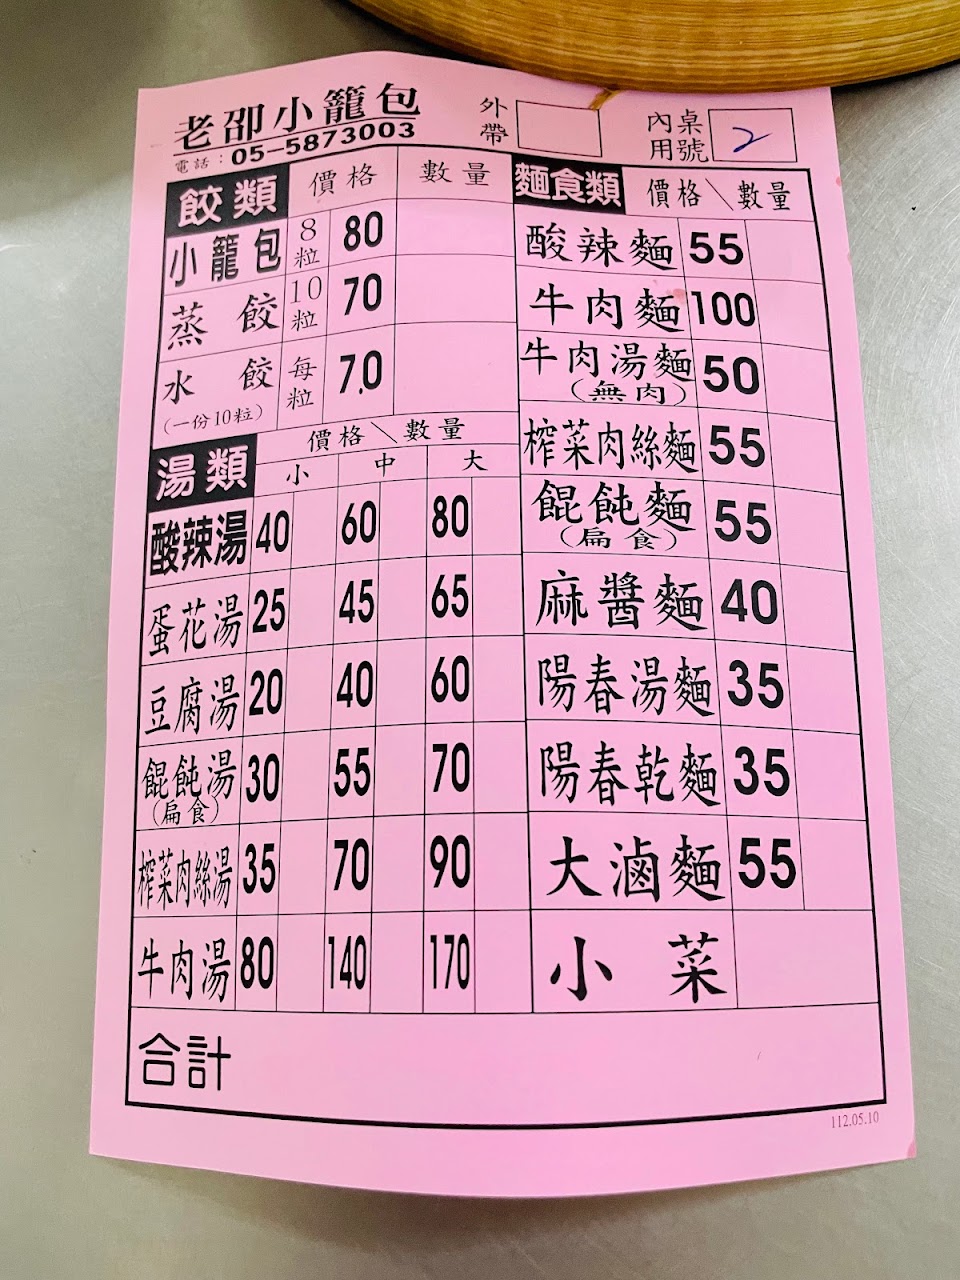 老邵小籠包
電話：05-5873003
外帶
內用 桌號 2
餃類 價格 數量
小籠包 8粒 80
蒸餃 10粒 70
水餃 每粒 7.0
(一份10粒)
湯類 價格\數量
小 中 大
酸辣湯 40 60 80
蛋花湯 25 45 65
豆腐湯 20 40 60
餛飩湯 30 55 70
(扁食)
榨菜肉絲湯 35 70 90
牛肉湯 80 140 170
麵食類 價格\數量
酸辣麵 55
牛肉麵 100
牛肉湯麵 50
(無肉)
榨菜肉絲麵 55
餛飩麵 55
(扁食)
麻醬麵 40
陽春湯麵 35
陽春乾麵 35
大滷麵 55
小菜
合計
112.05.10